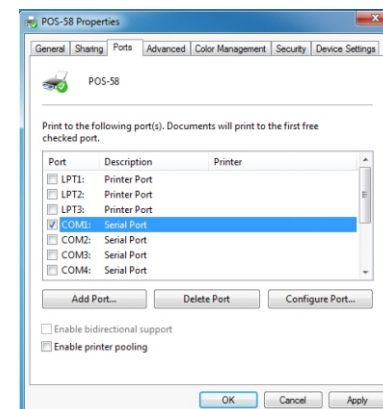 POS-58 Properties
General Sharing Ports Advanced Color Management Security Device Settings
POS-58
Print to the following port(s). Documents will print to the first free
checked port.
Port Description Printer
LPT1: Printer Port
LPT2: Printer Port
LPT3: Printer Port
COM1: Serial Port
COM2: Serial Port
COM3: Serial Port
COM4: Serial Port
Add Port... Delete Port Configure Port...
Enable bidirectional support
Enable printer pooling
OK Cancel Apply